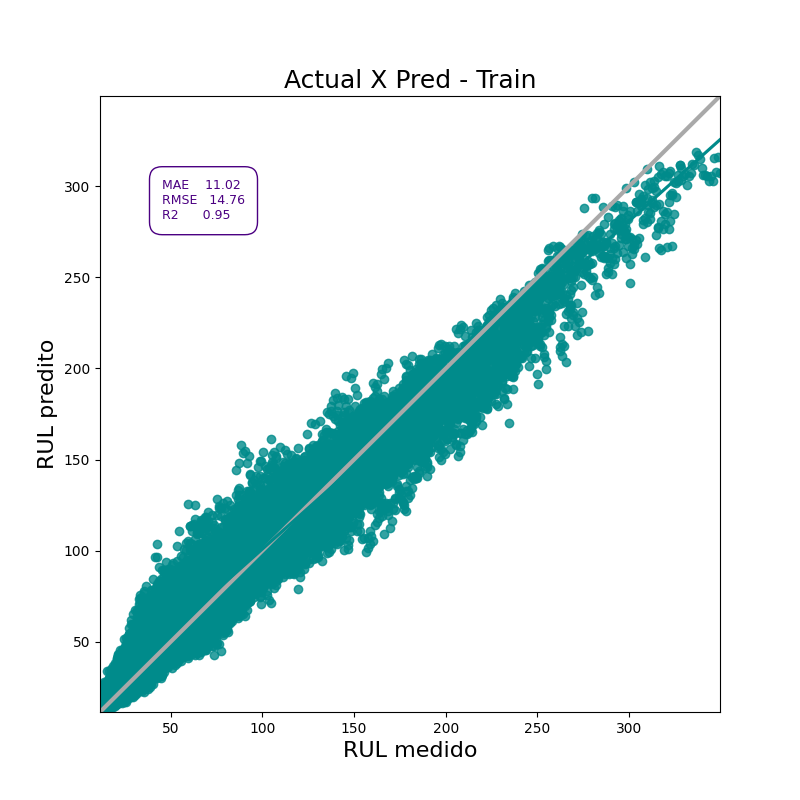 Actual X Pred - Train
MAE 11.02
RMSE 14.76
R2 0.95
RUL predito
300
250
200
150
100
50
50 100 150 200 250 300
RUL medido